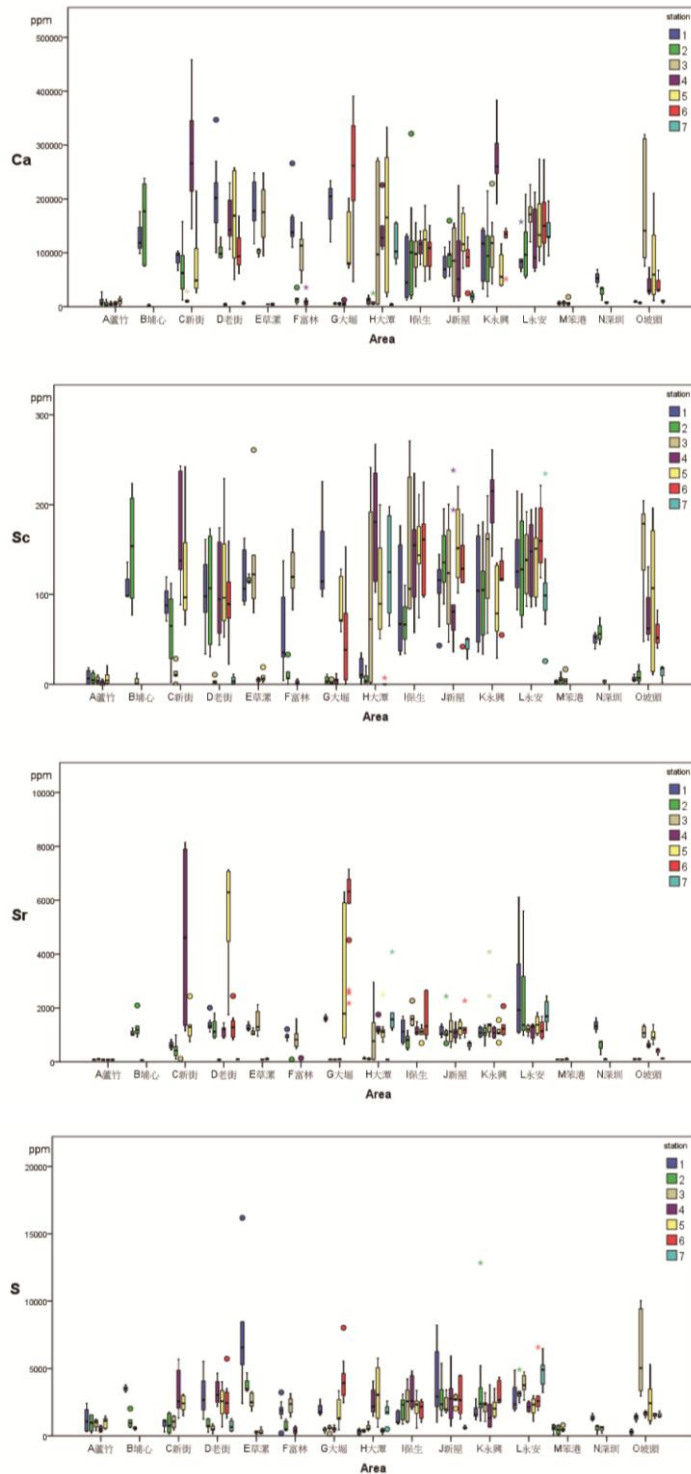 ppm
station
1
2
3
4
5
6
7
500000
400000
300000
200000
100000
0
Ca
A蘆竹 B埔心 C新街 D老街 E草漯 F富林 G大堀 H大潭 I保生 J新屋 K永興 L永安 M笨港 N深圳 O坡頭
Area
ppm
station
1
2
3
4
5
6
7
300
200
100
0
Sc
A蘆竹 B埔心 C新街 D老街 E草漯 F富林 G大堀 H大潭 I保生 J新屋 K永興 L永安 M笨港 N深圳 O坡頭
Area
ppm
station
1
2
3
4
5
6
7
10000
8000
6000
4000
2000
0
Sr
A蘆竹 B埔心 C新街 D老街 E草漯 F富林 G大堀 H大潭 I保生 J新屋 K永興 L永安 M笨港 N深圳 O坡頭
Area
ppm
station
1
2
3
4
5
6
7
20000
15000
10000
5000
0
S
A蘆竹 B埔心 C新街 D老街 E草漯 F富林 G大堀 H大潭 I保生 J新屋 K永興 L永安 M笨港 N深圳 O坡頭
Area